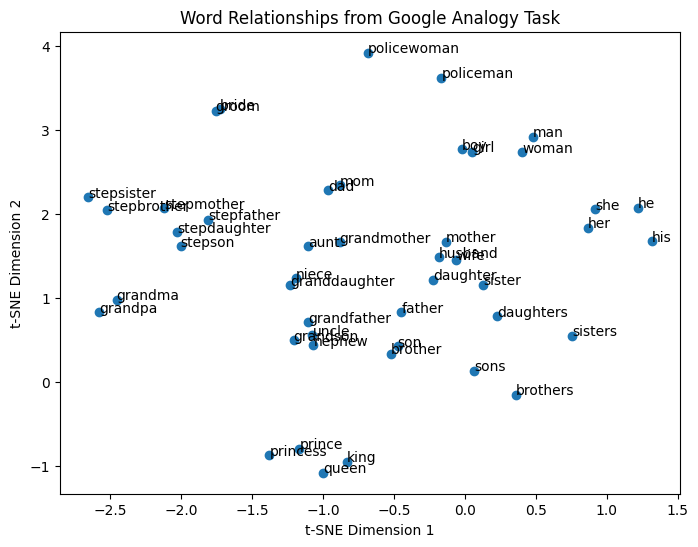 Word Relationships from Google Analogy Task
t-SNE Dimension 2
4
3
2
1
0
−1
policewoman
policeman
bride
groom
man
boy
girl
woman
mom
dad
stepsister
stepbrother
stepmother
stepfather
stepdaughter
stepson
she
he
her
his
aunt
grandmother
mother
husband
wife
niece
granddaughter
daughter
sister
grandma
grandpa
father
daughters
grandfather
uncle
grandson
nephew
son
brother
sisters
sons
brothers
prince
princess
king
queen
−2.5
−2.0
−1.5
−1.0
−0.5
0.0
0.5
1.0
1.5
t-SNE Dimension 1